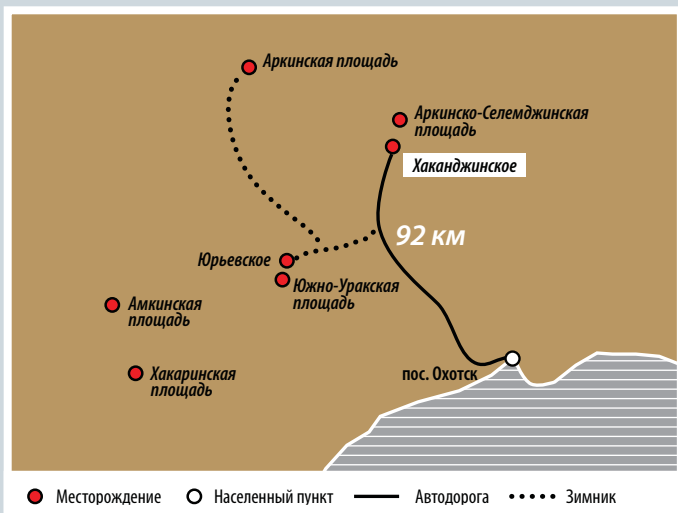 Аркинская площадь
Аркинско-Селемджинская
площадь
Хаканджинское
92 км
Юрьевское
Южно-Уракская
площадь
Амкинская
площадь
Хакаринская
площадь
пос. Охотск
Месторождение
Населенный пункт
Автодорога
Зимник